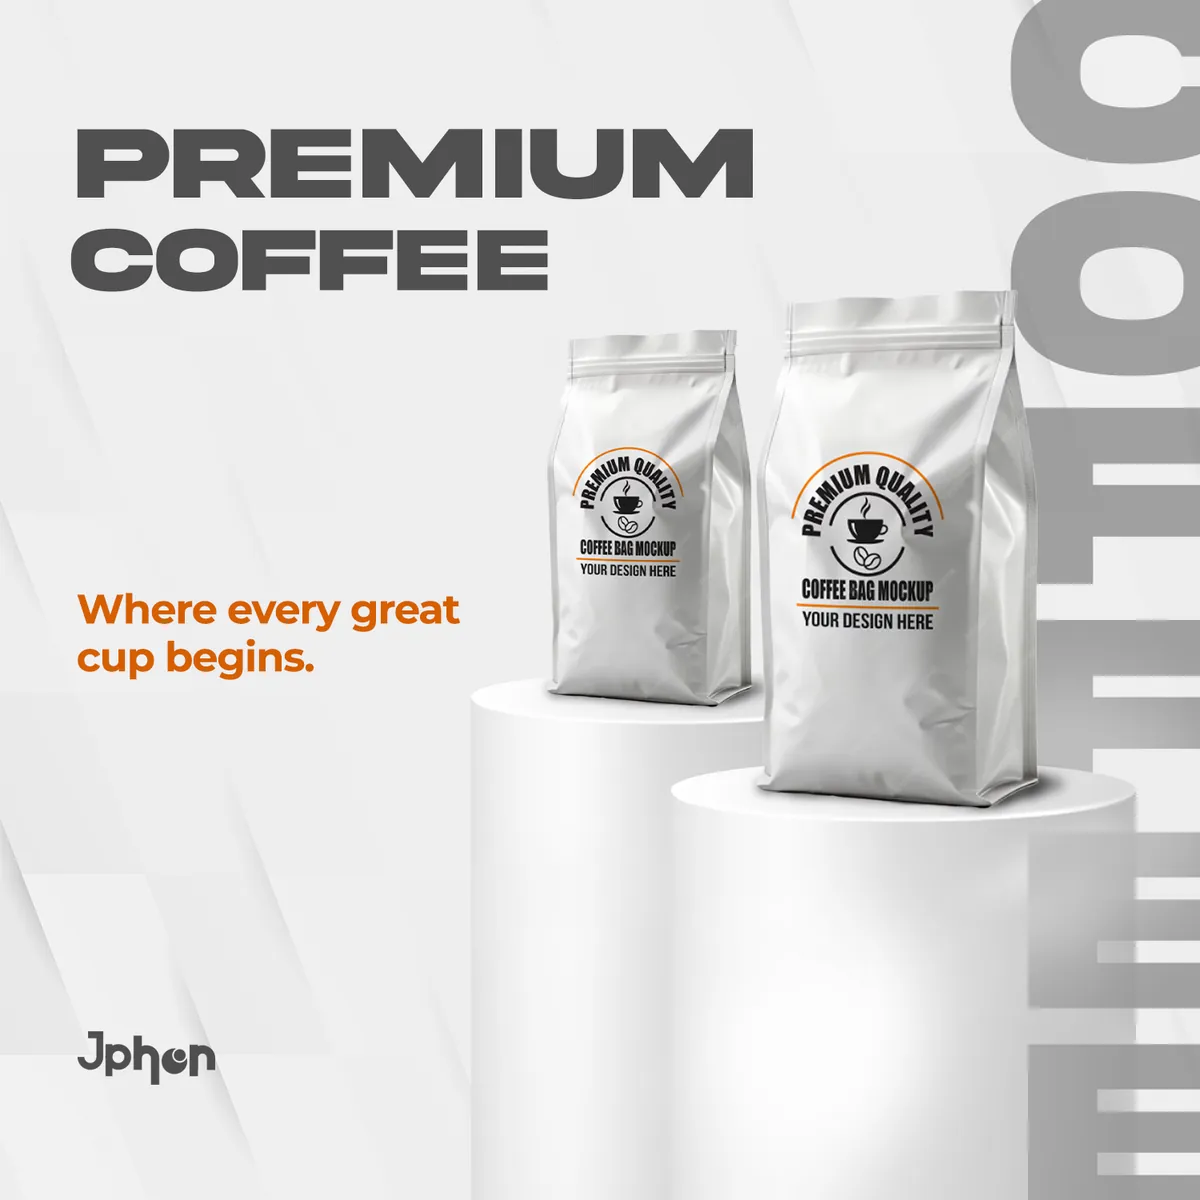 PREMIUM
COFFEE
Where every great
cup begins.
PREMIUM QUALITY
COFFEE BAG MOCKUP
YOUR DESIGN HERE
PREMIUM QUALITY
COFFEE BAG MOCKUP
YOUR DESIGN HERE
COFFEE
Jphon